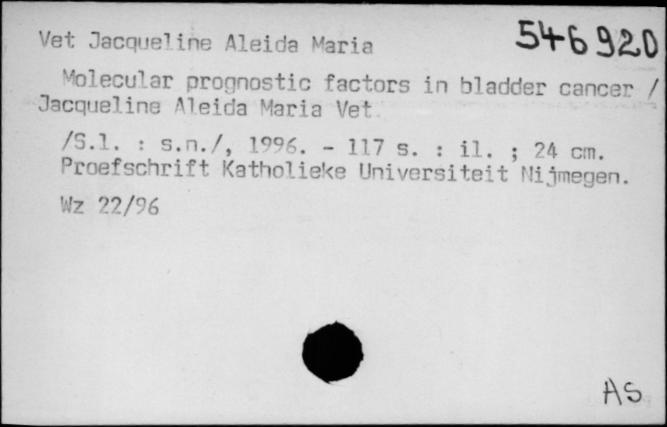 Vet Jacqueline Aleida Maria
546920
Molecular prognostic factors in bladder cancer /
Jacqueline Aleida Maria Vet.
/S.l. : s.n./, 1996. - 117 s. : il. ; 24 cm.
Proefschrift Katholieke Universiteit Nijmegen.
Wz 22/96
AS